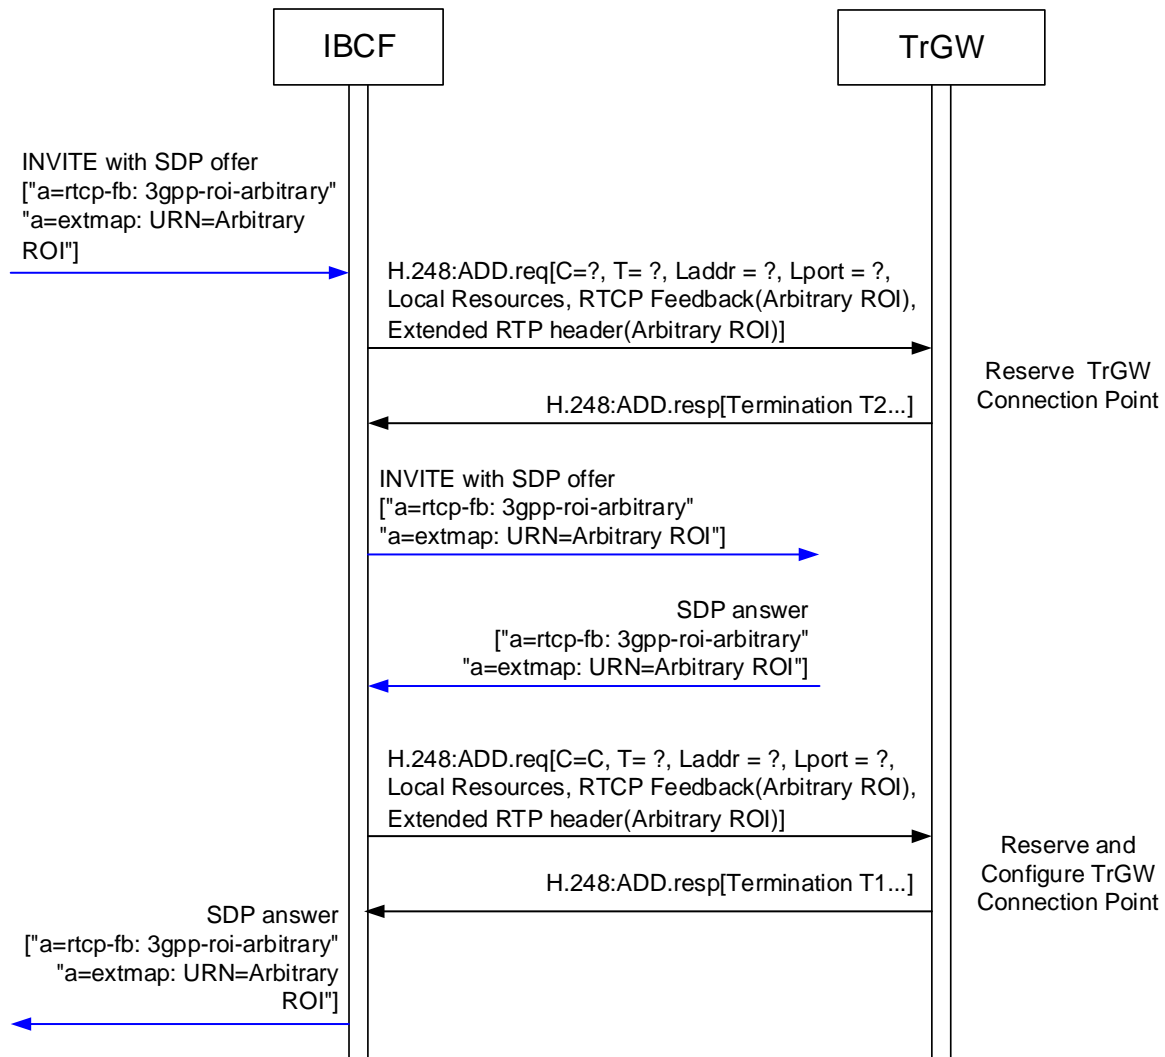 IBCF
TrGW
INVITE with SDP offer
["a=rtcp-fb: 3gpp-roi-arbitrary"
"a=extmap: URN=Arbitrary
ROI"]
H.248:ADD.req[C=?, T= ?, Laddr = ?, Lport = ?,
Local Resources, RTCP Feedback(Arbitrary ROI),
Extended RTP header(Arbitrary ROI)]
Reserve TrGW
Connection Point
H.248:ADD.resp[Termination T2...]
INVITE with SDP offer
["a=rtcp-fb: 3gpp-roi-arbitrary"
"a=extmap: URN=Arbitrary ROI"]
SDP answer
["a=rtcp-fb: 3gpp-roi-arbitrary"
"a=extmap: URN=Arbitrary ROI"]
H.248:ADD.req[C=C, T= ?, Laddr = ?, Lport = ?,
Local Resources, RTCP Feedback(Arbitrary ROI),
Extended RTP header(Arbitrary ROI)]
Reserve and
Configure TrGW
Connection Point
H.248:ADD.resp[Termination T1...]
SDP answer
["a=rtcp-fb: 3gpp-roi-arbitrary"
"a=extmap: URN=Arbitrary
ROI"]